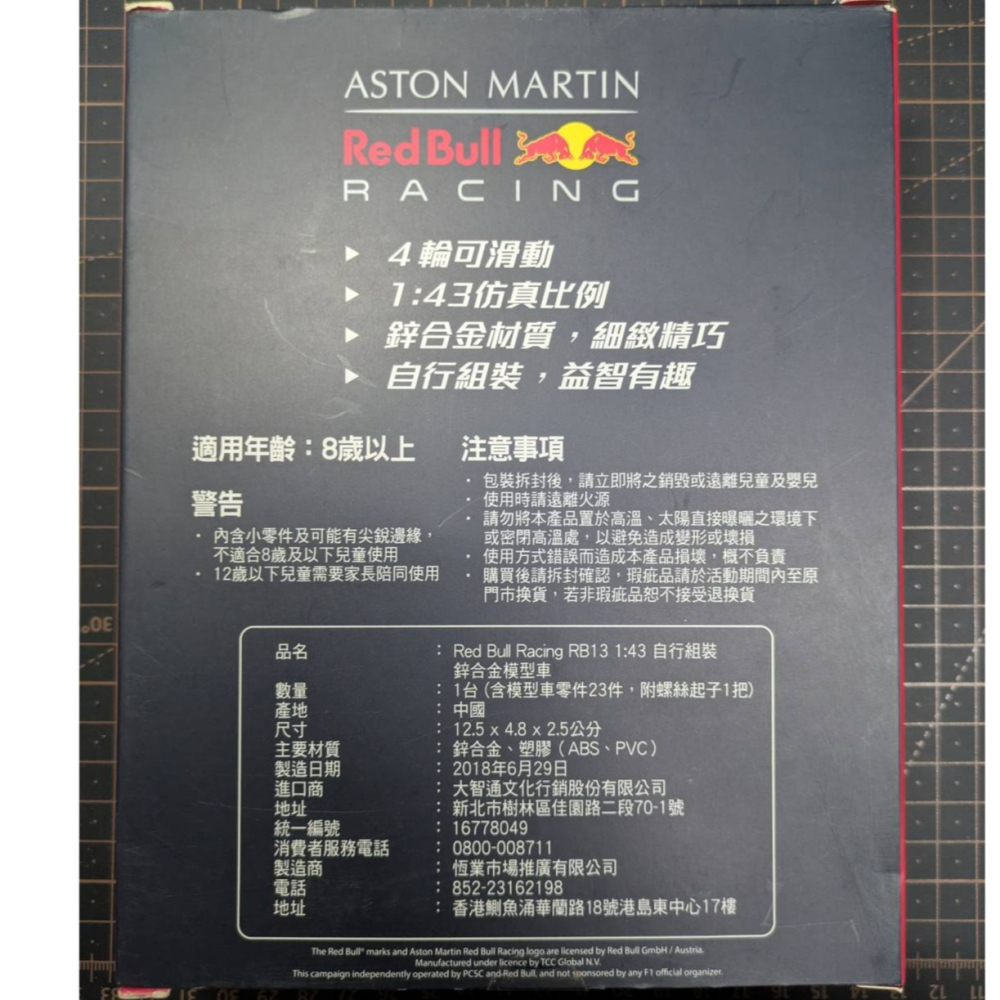 ASTON MARTIN
Red Bull
RACING
▶ 4輪可滑動
▶ 1:43仿真比例
▶ 鋅合金材質，細緻精巧
▶ 自行組裝，益智有趣
適用年齡：8歲以上
警告
· 內含小零件及可能有尖銳邊緣，
不適合8歲及以下兒童使用
· 12歲以下兒童需要家長陪同使用
注意事項
· 包裝拆封後，請立即將之銷毀或遠離兒童及嬰兒
· 使用時請遠離火源
· 請勿將本產品置於高溫、太陽直接曝曬之環境下
或密閉高溫處，以避免造成變形或壞損
· 使用方式錯誤而造成本產品損壞，概不負責
· 購買後請拆封確認，瑕疵品請於活動期間內至原
門市換貨，若非瑕疵品恕不接受退換貨
品名 ： Red Bull Racing RB13 1:43 自行組裝
鋅合金模型車
數量 ： 1台 (含模型車零件23件，附螺絲起子1把)
產地 ： 中國
尺寸 ： 12.5 x 4.8 x 2.5公分
主要材質 ： 鋅合金、塑膠（ABS、PVC）
製造日期 ： 2018年6月29日
進口商 ： 大智通文化行銷股份有限公司
地址 ： 新北市樹林區佳園路二段70-1號
統一編號 ： 16778049
消費者服務電話 ： 0800-008711
製造商 ： 恆業市場推廣有限公司
電話 ： 852-23162198
地址 ： 香港鰂魚涌華蘭路18號港島東中心17樓
The Red Bull® marks and Aston Martin Red Bull Racing logo are licensed by Red Bull GmbH / Austria.
Manufactured under licence by TCC Global N.V.
This campaign independently operated by PCSC and Red Bull, and not sponsored by any F1 official organizer.